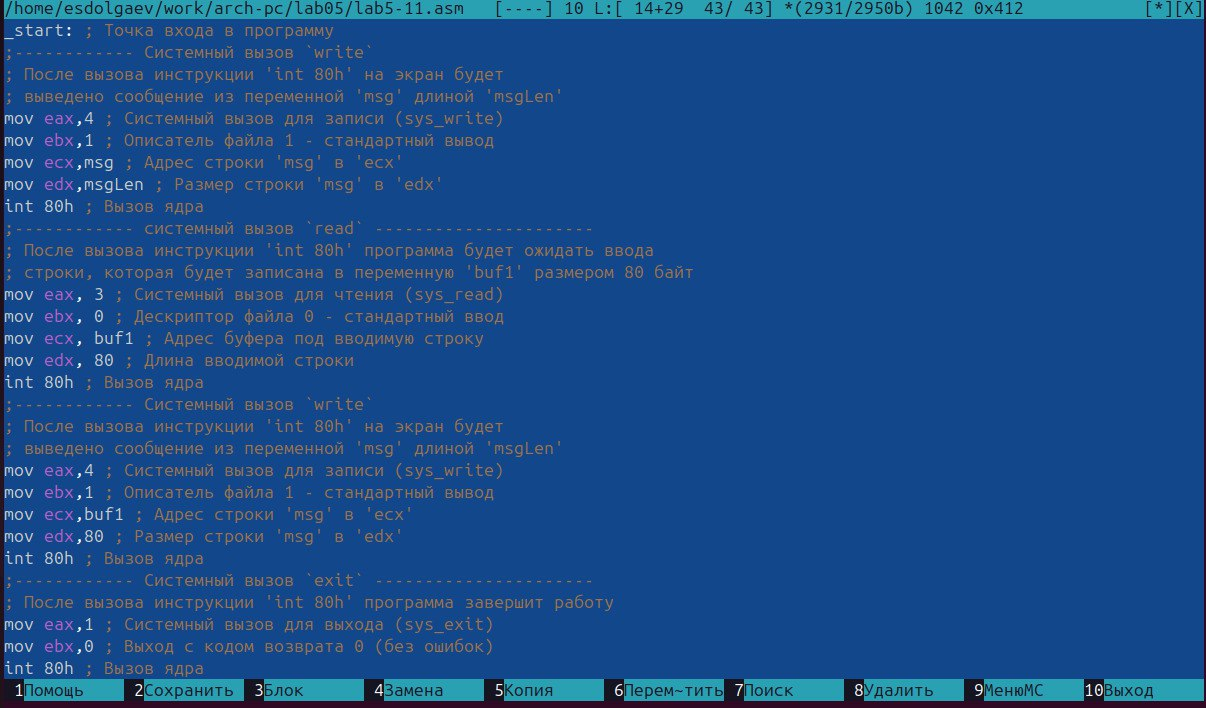 /home/esdolgaev/work/arch-pc/lab05/lab5-11.asm [----] 10 L:[ 14+29 43/ 43] *(2931/2950b) 1042 0x412 [*][X]
_start: ; Точка входа в программу
;------------ Системный вызов `write`
; После вызова инструкции 'int 80h' на экран будет
; выведено сообщение из переменной 'msg' длиной 'msgLen'
mov eax,4 ; Системный вызов для записи (sys_write)
mov ebx,1 ; Описатель файла 1 - стандартный вывод
mov ecx,msg ; Адрес строки 'msg' в 'ecx'
mov edx,msgLen ; Размер строки 'msg' в 'edx'
int 80h ; Вызов ядра
;------------ системный вызов `read` ----------------------
; После вызова инструкции 'int 80h' программа будет ожидать ввода
; строки, которая будет записана в переменную 'buf1' размером 80 байт
mov eax, 3 ; Системный вызов для чтения (sys_read)
mov ebx, 0 ; Дескриптор файла 0 - стандартный ввод
mov ecx, buf1 ; Адрес буфера под вводимую строку
mov edx, 80 ; Длина вводимой строки
int 80h ; Вызов ядра
;------------ Системный вызов `write`
; После вызова инструкции 'int 80h' на экран будет
; выведено сообщение из переменной 'msg' длиной 'msgLen'
mov eax,4 ; Системный вызов для записи (sys_write)
mov ebx,1 ; Описатель файла 1 - стандартный вывод
mov ecx,buf1 ; Адрес строки 'msg' в 'ecx'
mov edx,80 ; Размер строки 'msg' в 'edx'
int 80h ; Вызов ядра
;------------ Системный вызов `exit` ----------------------
; После вызова инструкции 'int 80h' программа завершит работу
mov eax,1 ; Системный вызов для выхода (sys_exit)
mov ebx,0 ; Выход с кодом возврата 0 (без ошибок)
int 80h ; Вызов ядра
1Помощь 2Сохранить 3Блок 4Замена 5Копия 6Перем~тить 7Поиск 8Удалить 9МенюМС 10Выход